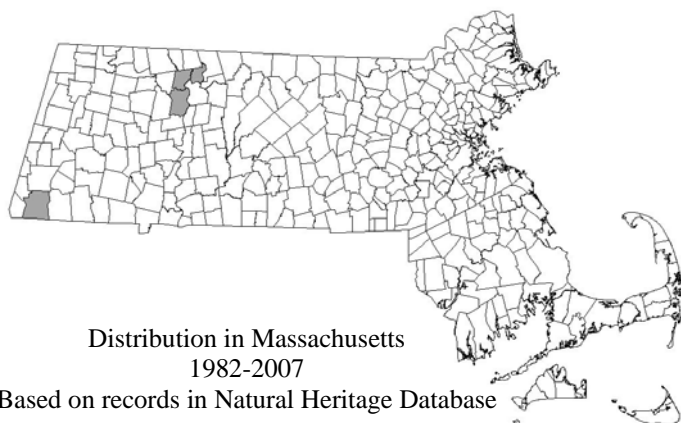 Distribution in Massachusetts
1982-2007
Based on records in Natural Heritage Database